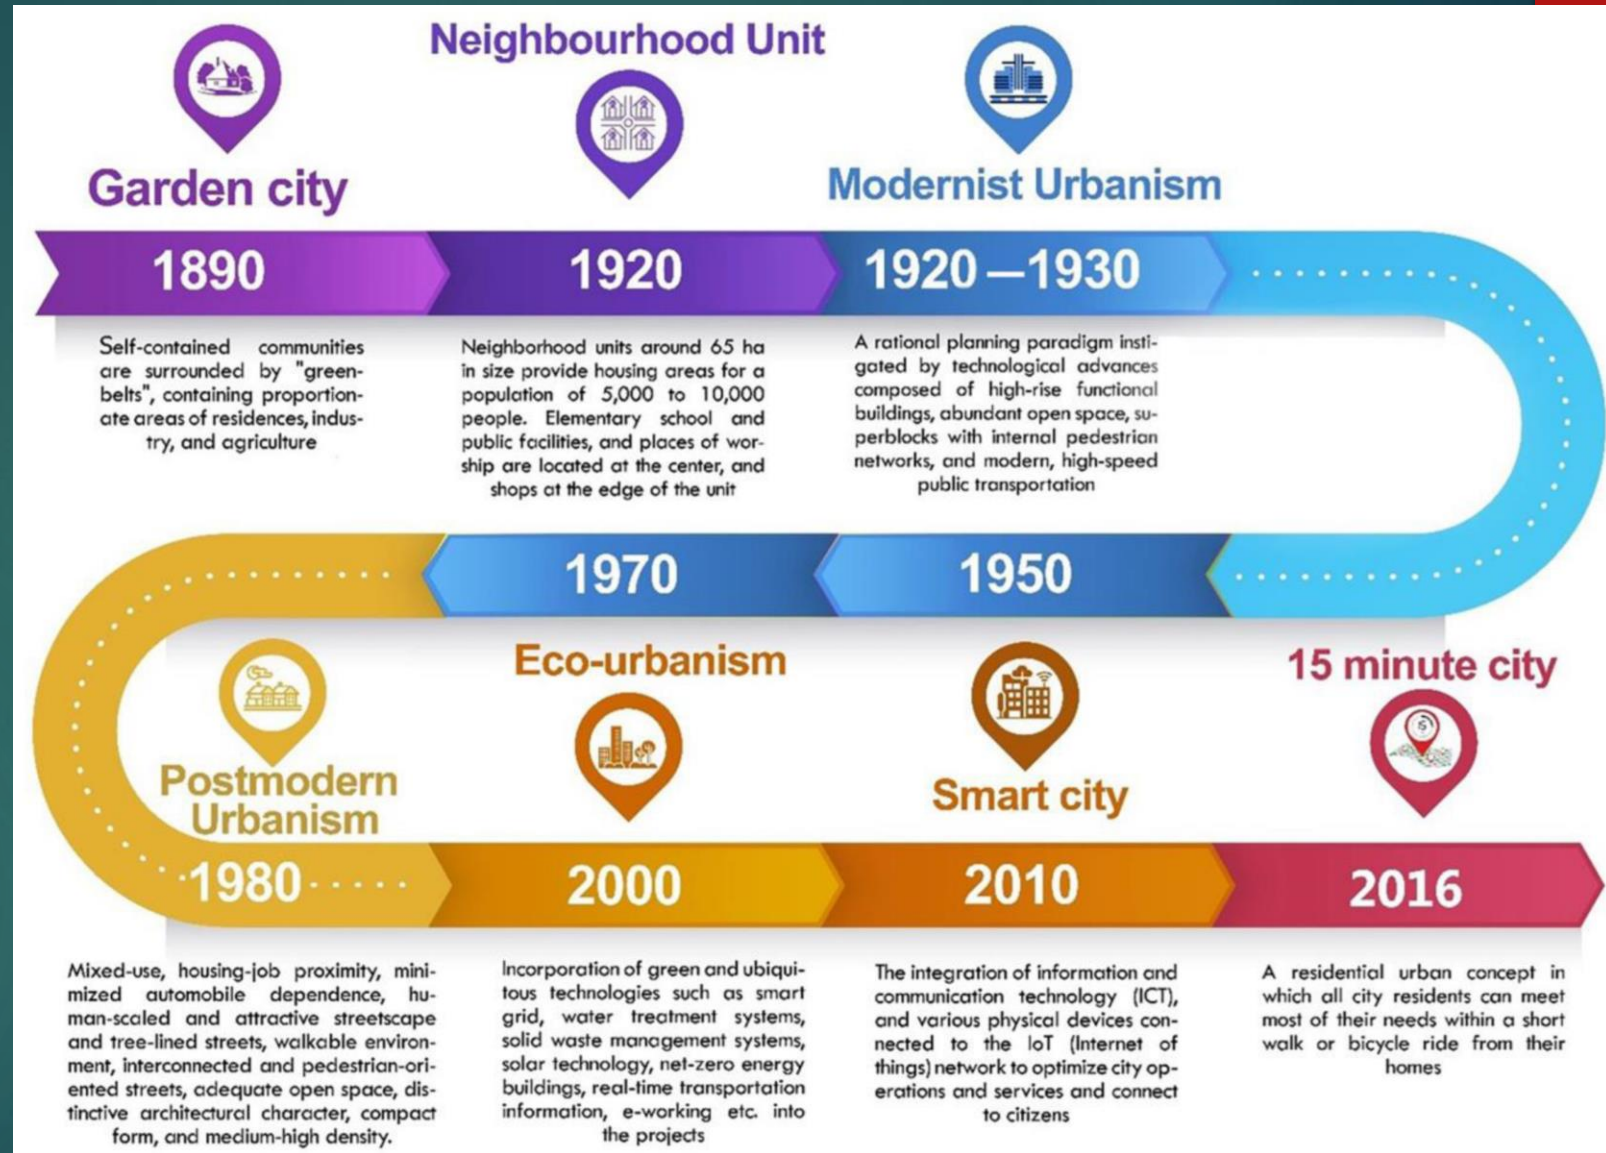 Garden city
Neighbourhood Unit
Modernist Urbanism
1890
1920
1920 – 1930
Self-contained communities
are surrounded by "green-
belts", containing proportion-
ate areas of residences, indus-
try, and agriculture
Neighborhood units around 65 ha
in size provide housing areas for a
population of 5,000 to 10,000
people. Elementary school and
public facilities, and places of wor-
ship are located at the center, and
shops at the edge of the unit
A rational planning paradigm insti-
gated by technological advances
composed of high-rise functional
buildings, abundant open space, su-
perblocks with internal pedestrian
networks, and modern, high-speed
public transportation
1950
1970
Postmodern
Urbanism
Eco-urbanism
Smart city
15 minute city
1980
2000
2010
2016
Mixed-use, housing-job proximity, mini-
mized automobile dependence, hu-
man-scaled and attractive streetscape
and tree-lined streets, walkable environ-
ment, interconnected and pedestrian-ori-
ented streets, adequate open space, dis-
tinctive architectural character, compact
form, and medium-high density.
Incorporation of green and ubiqui-
tous technologies such as smart
grid, water treatment systems,
solid waste management systems,
solar technology, net-zero energy
buildings, real-time transportation
information, e-working etc. into
the projects
The integration of information and
communication technology (ICT),
and various physical devices con-
nected to the IoT (Internet of
things) network to optimize city op-
erations and services and connect
to citizens
A residential urban concept in
which all city residents can meet
most of their needs within a short
walk or bicycle ride from their
homes